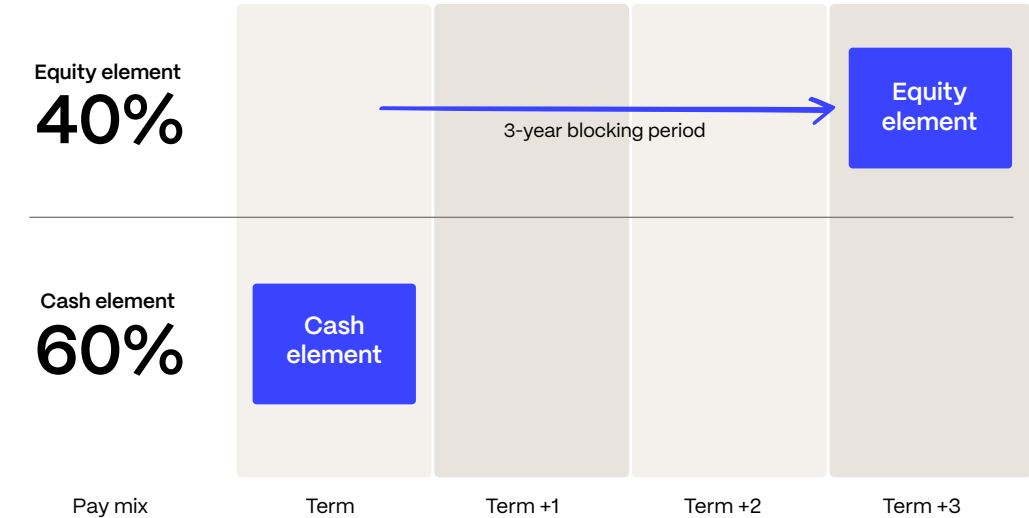 Equity element
40%
3-year blocking period
Equity
element
Cash element
60%
Cash
element
Pay mix
Term
Term +1
Term +2
Term +3